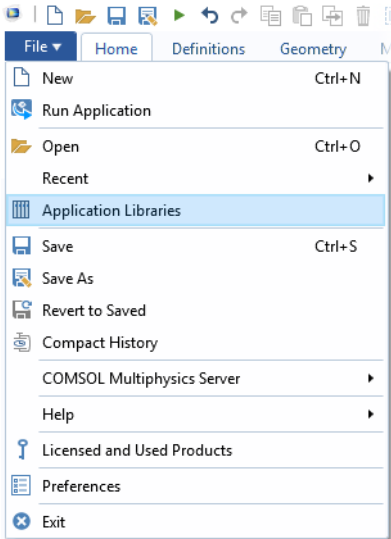 File Home Definitions Geometry
New Ctrl+N
Run Application
Open Ctrl+O
Recent
Application Libraries
Save Ctrl+S
Save As
Revert to Saved
Compact History
COMSOL Multiphysics Server
Help
Licensed and Used Products
Preferences
Exit